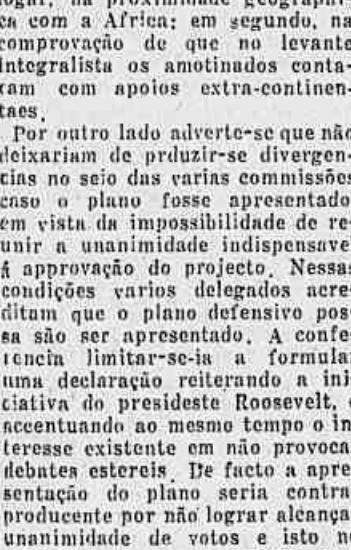 logar, na proximidade geographi-
ca com a Africa; em segundo, na
comprovação de que no levante
integralista os amotinados conta-
ram com apoios extra-continen-
taes.
Por outro lado adverte-se que não
deixariam de prduzir-se divergen-
cias no seio das varias commissões
caso o plano fosse apresentado
em vista da impossibilidade de re
unir a unanimidade indispensave
á approvação do projecto. Nessas
condições varios delegados acre-
ditam que o plano defensivo pos-
sa são ser apresentado. A confe
rencia limitar-se-ia a formula
uma declaração reiterando a ini
ciativa do presideste Roosevelt, e
accentuando ao mesmo tempo o in
teresse existente em não provoca
debates estereis. De facto a apre
sentação do plano seria contra
producente por não lograr alcança
unanimidade de votos e isto n